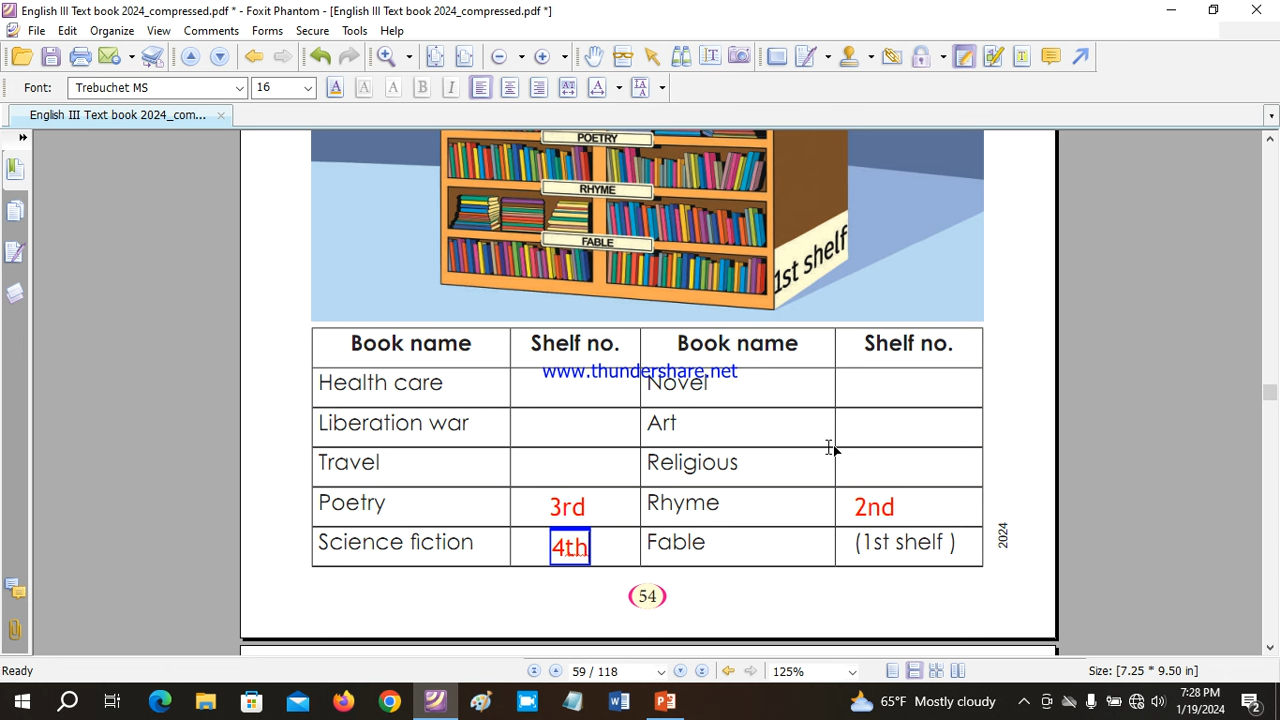 English III Text book 2024_compressed.pdf * - Foxit Phantom - [English III Text book 2024_compressed.pdf *]
File Edit Organize View Comments Forms Secure Tools Help
Font: Trebuchet MS 16
English III Text book 2024_com...
POETRY
RHYME
FABLE
1st shelf
Book name Shelf no. Book name Shelf no.
www.thundershare.net
Health care Novel
Liberation war Art
Travel Religious
Poetry 3rd Rhyme 2nd
Science fiction 4th Fable (1st shelf )
2024
54
Ready 59 / 118 125% Size: [7.25 * 9.50 in]
65°F Mostly cloudy
7:28 PM
1/19/2024
2